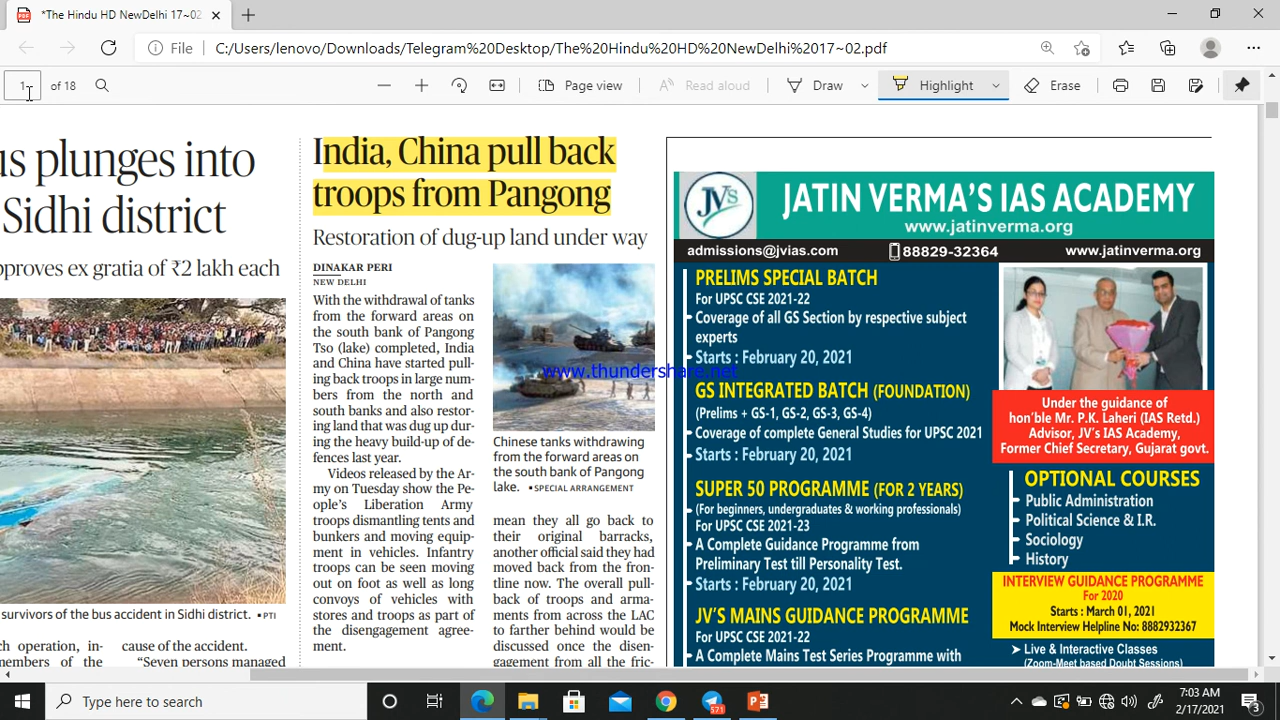 *The Hindu HD NewDelhi 17~02
File
C:/Users/lenovo/Downloads/Telegram%20Desktop/The%20Hindu%20HD%20NewDelhi%2017~02.pdf
1
of 18
Page view
Read aloud
Draw
Highlight
Erase
us plunges into
Sidhi district
pproves ex gratia of ₹2 lakh each
survivors of the bus accident in Sidhi district. •PTI
ch operation, in-
members of the
cause of the accident.
“Seven persons managed
India, China pull back
troops from Pangong
Restoration of dug-up land under way
DINAKAR PERI
NEW DELHI
With the withdrawal of tanks
from the forward areas on
the south bank of Pangong
Tso (lake) completed, India
and China have started pull-
ing back troops in large num-
bers from the north and
south banks and also restor-
ing land that was dug up dur-
ing the heavy build-up of de-
fences last year.
Videos released by the Ar-
my on Tuesday show the Pe-
ople's Liberation Army
troops dismantling tents and
bunkers and moving equip-
ment in vehicles. Infantry
troops can be seen moving
out on foot as well as long
convoys of vehicles with
stores and troops as part of
the disengagement agree-
ment.
Chinese tanks withdrawing
from the forward areas on
the south bank of Pangong
lake. •SPECIAL ARRANGEMENT
mean they all go back to
their original barracks,
another official said they had
moved back from the fron-
tline now. The overall pull-
back of troops and arma-
ments from across the LAC
to farther behind would be
discussed once the disen-
gagement from all the fric-
www.thundershare.net
JVS
JATIN VERMA'S IAS ACADEMY
www.jatinverma.org
admissions@jvias.com
88829-32364
www.jatinverma.org
PRELIMS SPECIAL BATCH
For UPSC CSE 2021-22
Coverage of all GS Section by respective subject
experts
Starts : February 20, 2021
GS INTEGRATED BATCH (FOUNDATION)
(Prelims + GS-1, GS-2, GS-3, GS-4)
Coverage of complete General Studies for UPSC 2021
Starts : February 20, 2021
SUPER 50 PROGRAMME (FOR 2 YEARS)
(For beginners, undergraduates & working professionals)
For UPSC CSE 2021-23
A Complete Guidance Programme from
Preliminary Test till Personality Test.
Starts : February 20, 2021
JV'S MAINS GUIDANCE PROGRAMME
For UPSC CSE 2021-22
A Complete Mains Test Series Programme with
Under the guidance of
hon'ble Mr. P.K. Laheri (IAS Retd.)
Advisor, JV's IAS Academy,
Former Chief Secretary, Gujarat govt.
OPTIONAL COURSES
Public Administration
Political Science & I.R.
Sociology
History
INTERVIEW GUIDANCE PROGRAMME
For 2020
Starts : March 01, 2021
Mock Interview Helpline No: 8882932367
➤ Live & Interactive Classes
(Zoom-Meet based Doubt Sessions)
Type here to search
571
7:03 AM
2/17/2021
3